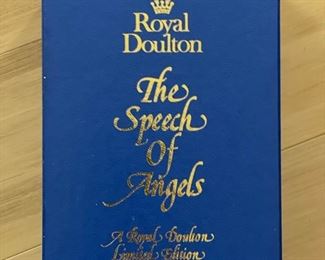 Royal
Doulton
The
Speech
Of
Angels
A Royal Doulton
Limited Edition